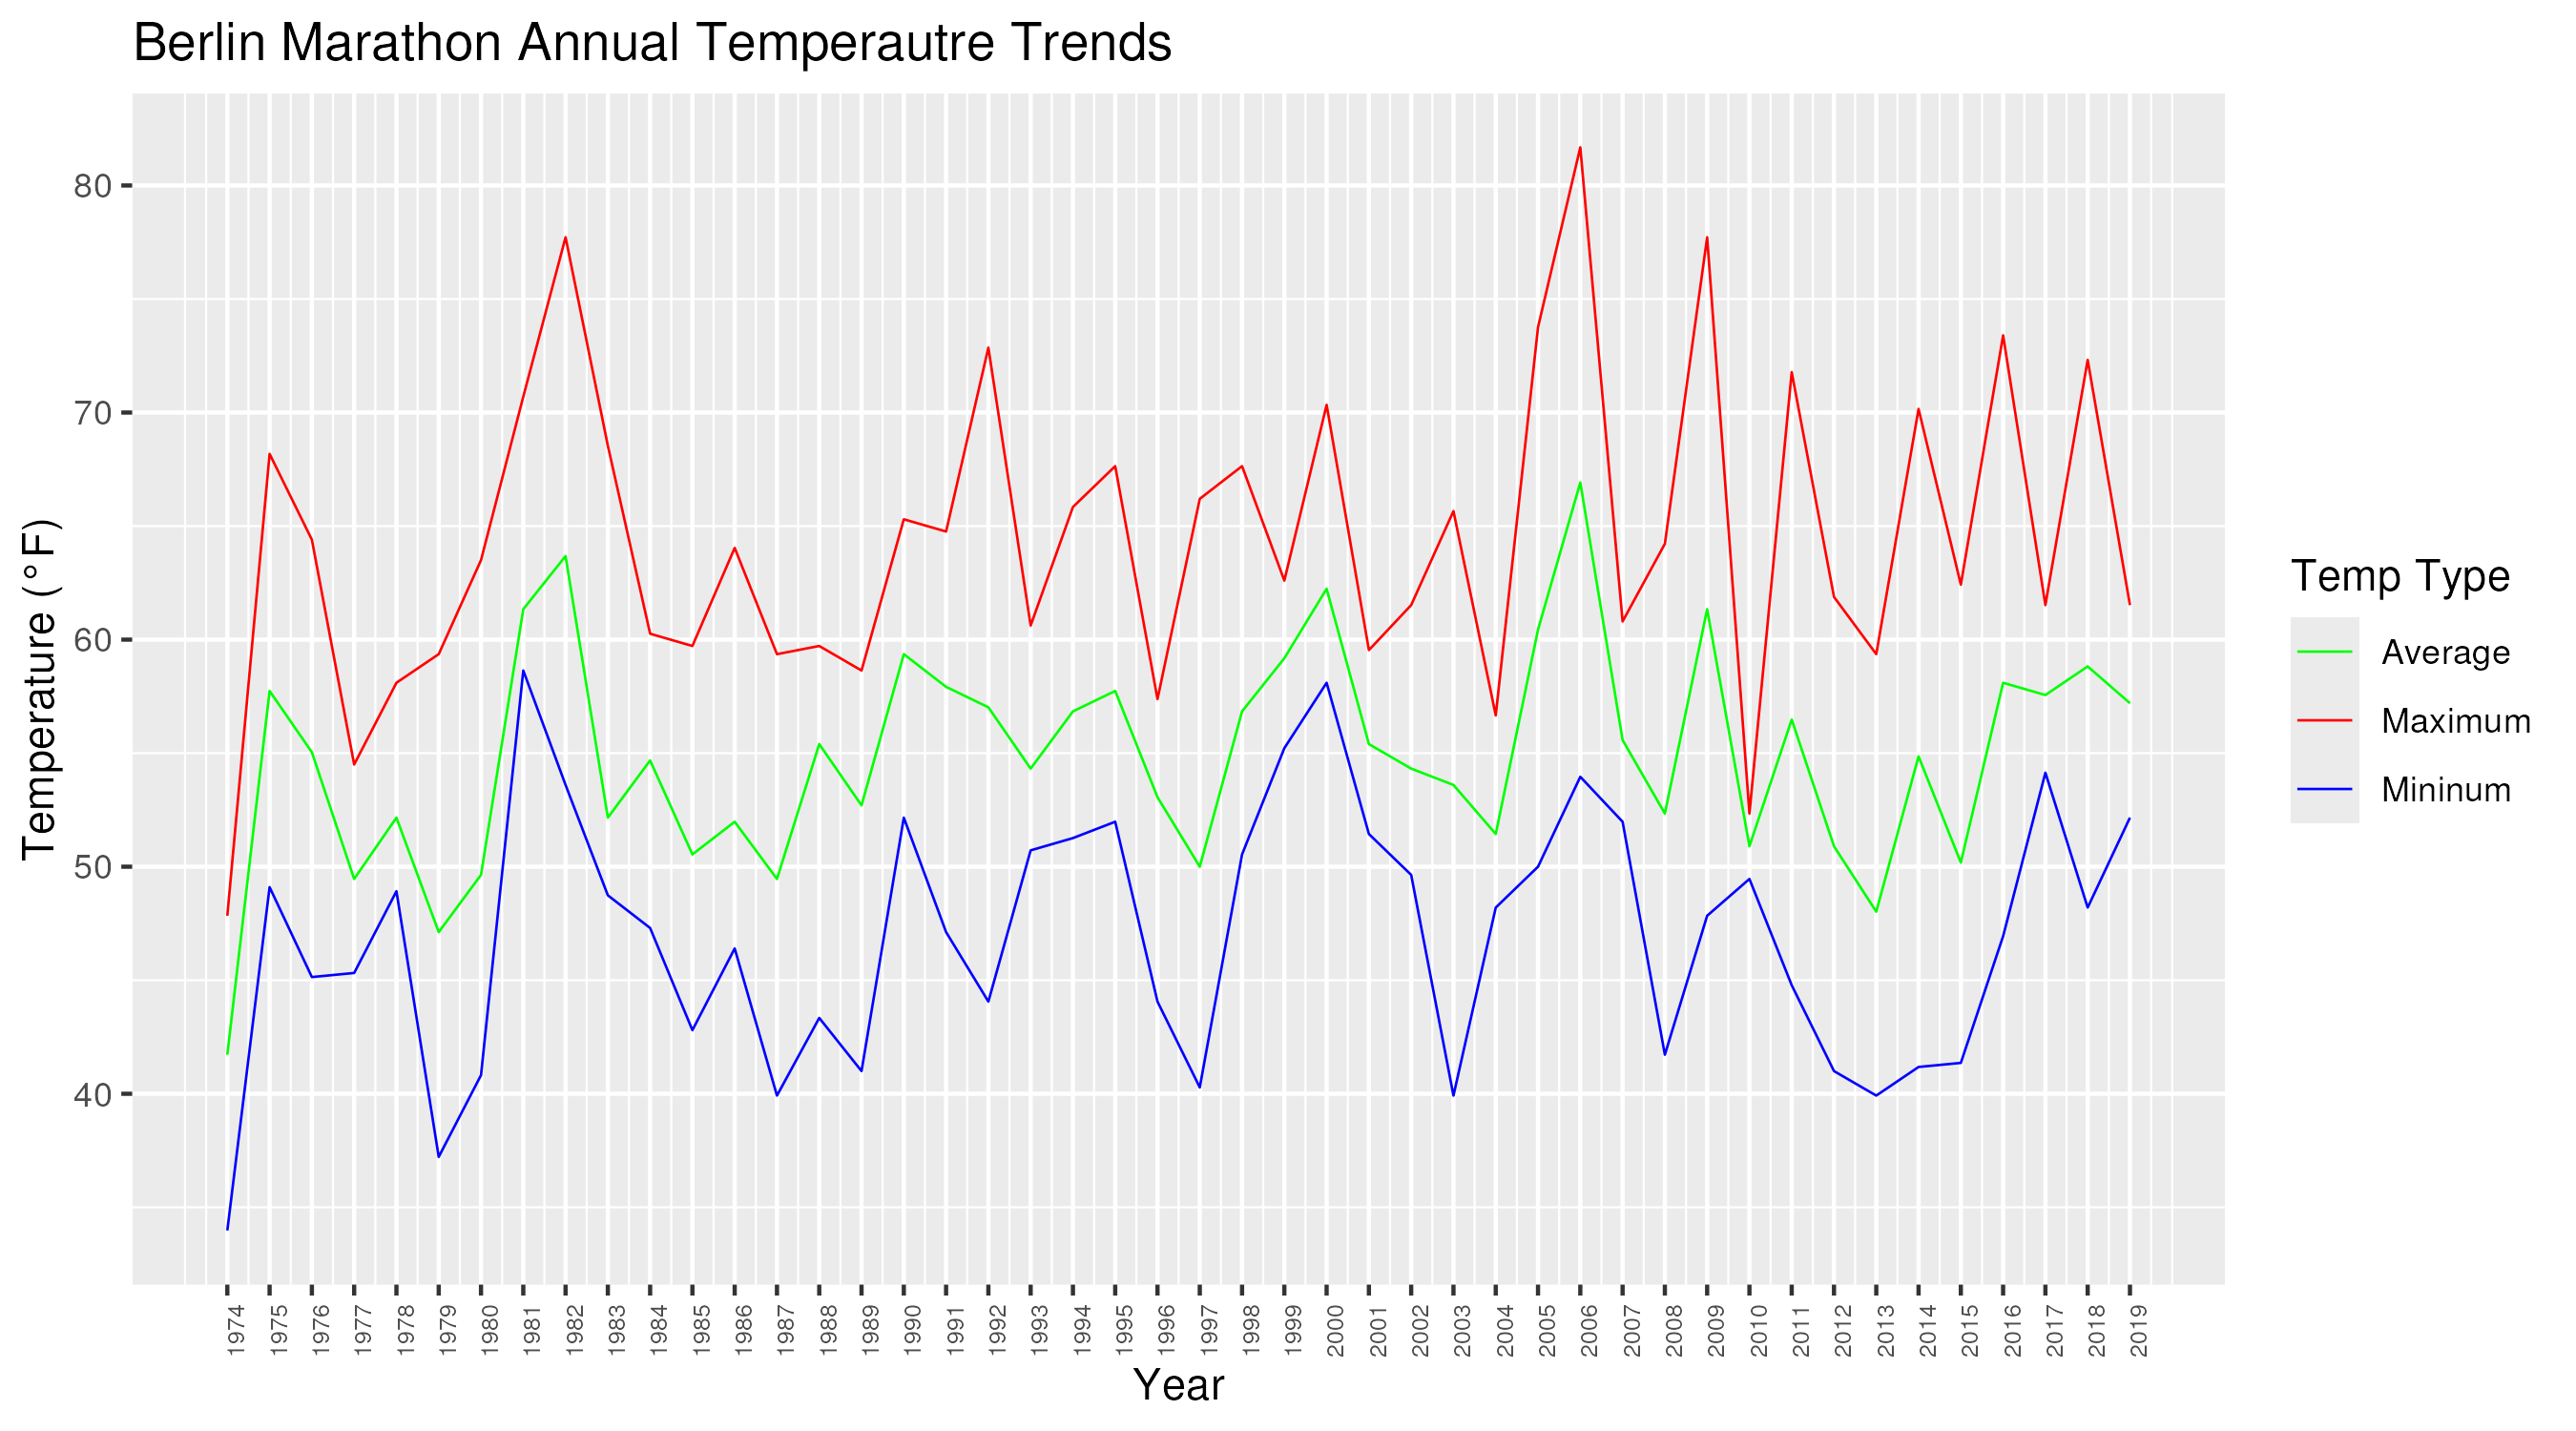 Berlin Marathon Annual Temperautre Trends
Temperature (°F)
80
70
60
50
40
1974 1975 1976 1977 1978 1979 1980 1981 1982 1983 1984 1985 1986 1987 1988 1989 1990 1991 1992 1993 1994 1995 1996 1997 1998 1999 2000 2001 2002 2003 2004 2005 2006 2007 2008 2009 2010 2011 2012 2013 2014 2015 2016 2017 2018 2019
Year
Temp Type
Average
Maximum
Mininum